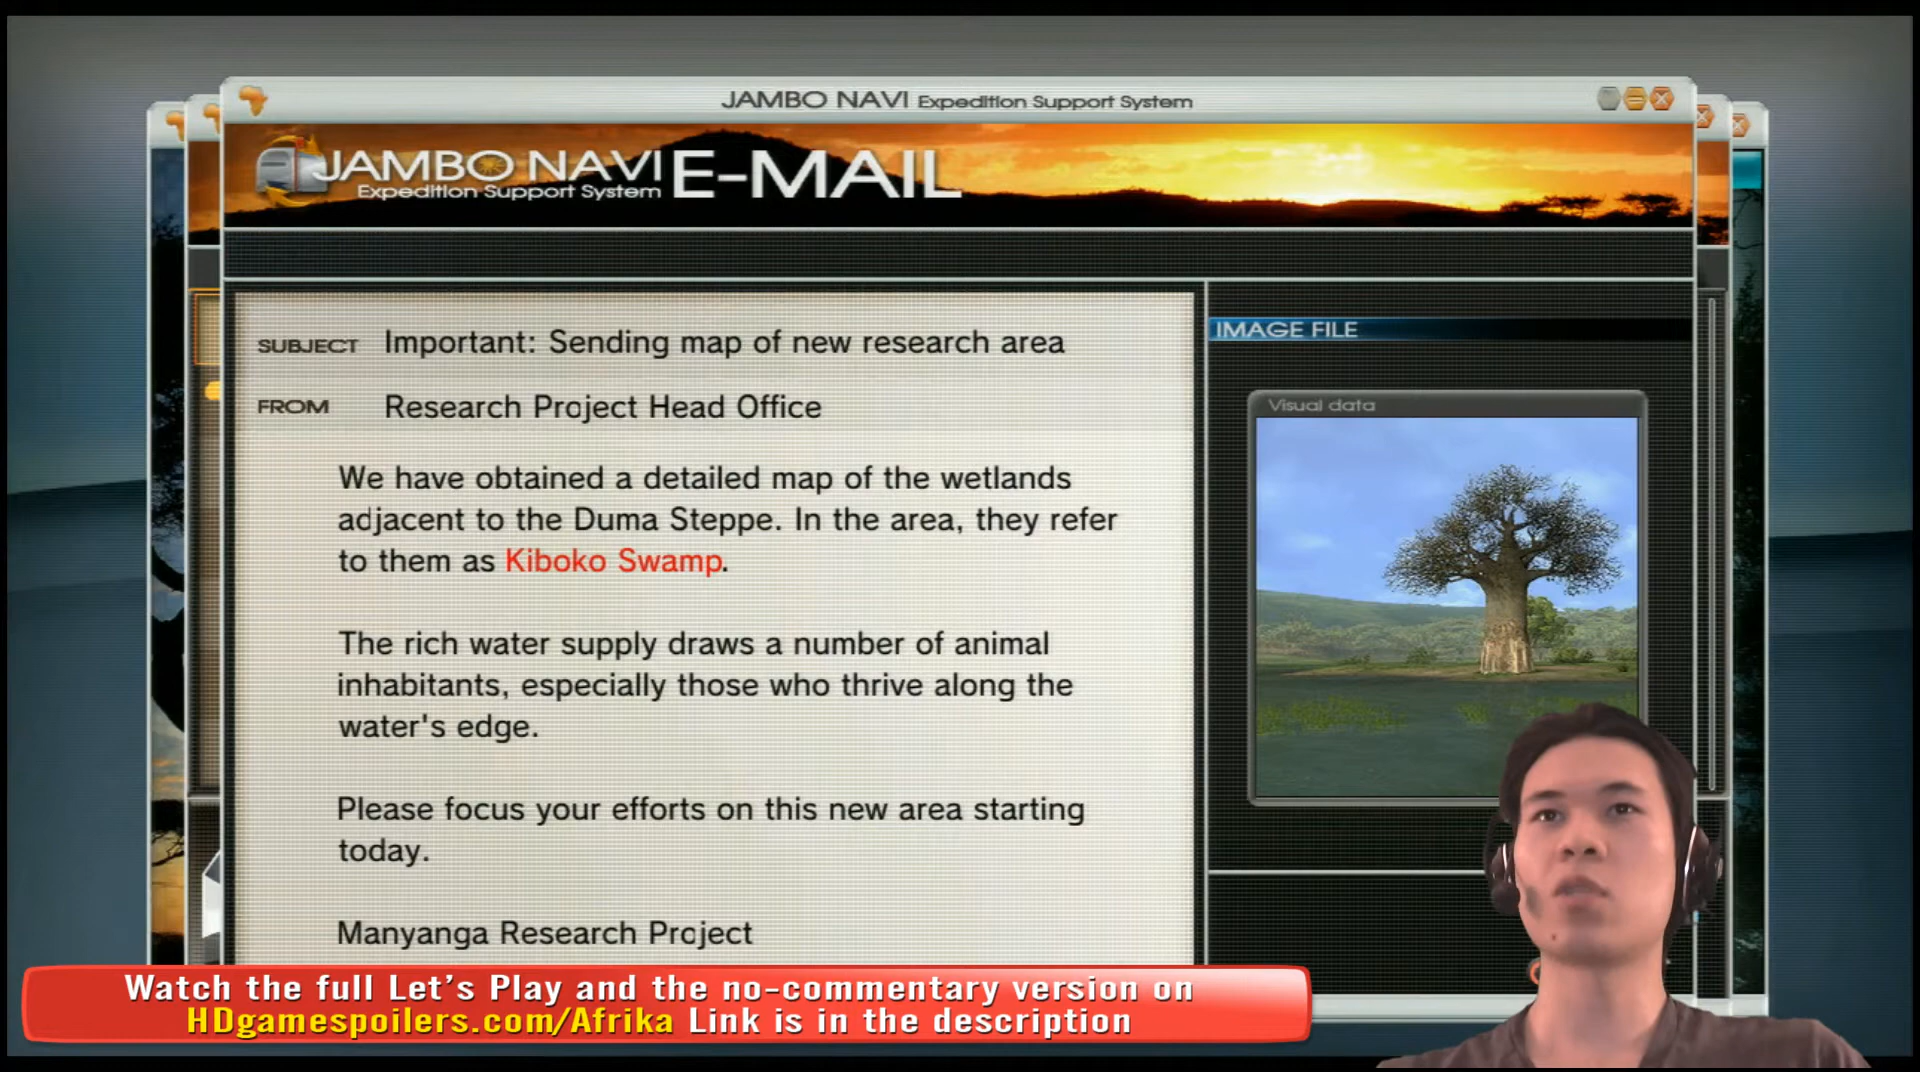 JAMBO NAVI Expedition Support System
JAMBO NAVI E-MAIL
Expedition Support System
SUBJECT Important: Sending map of new research area
FROM Research Project Head Office
We have obtained a detailed map of the wetlands
adjacent to the Duma Steppe. In the area, they refer
to them as Kiboko Swamp.
The rich water supply draws a number of animal
inhabitants, especially those who thrive along the
water's edge.
Please focus your efforts on this new area starting
today.
Manyanga Research Project
IMAGE FILE
Visual data
Watch the full Let's Play and the no-commentary version on
HDgamespoilers.com/Afrika Link is in the description